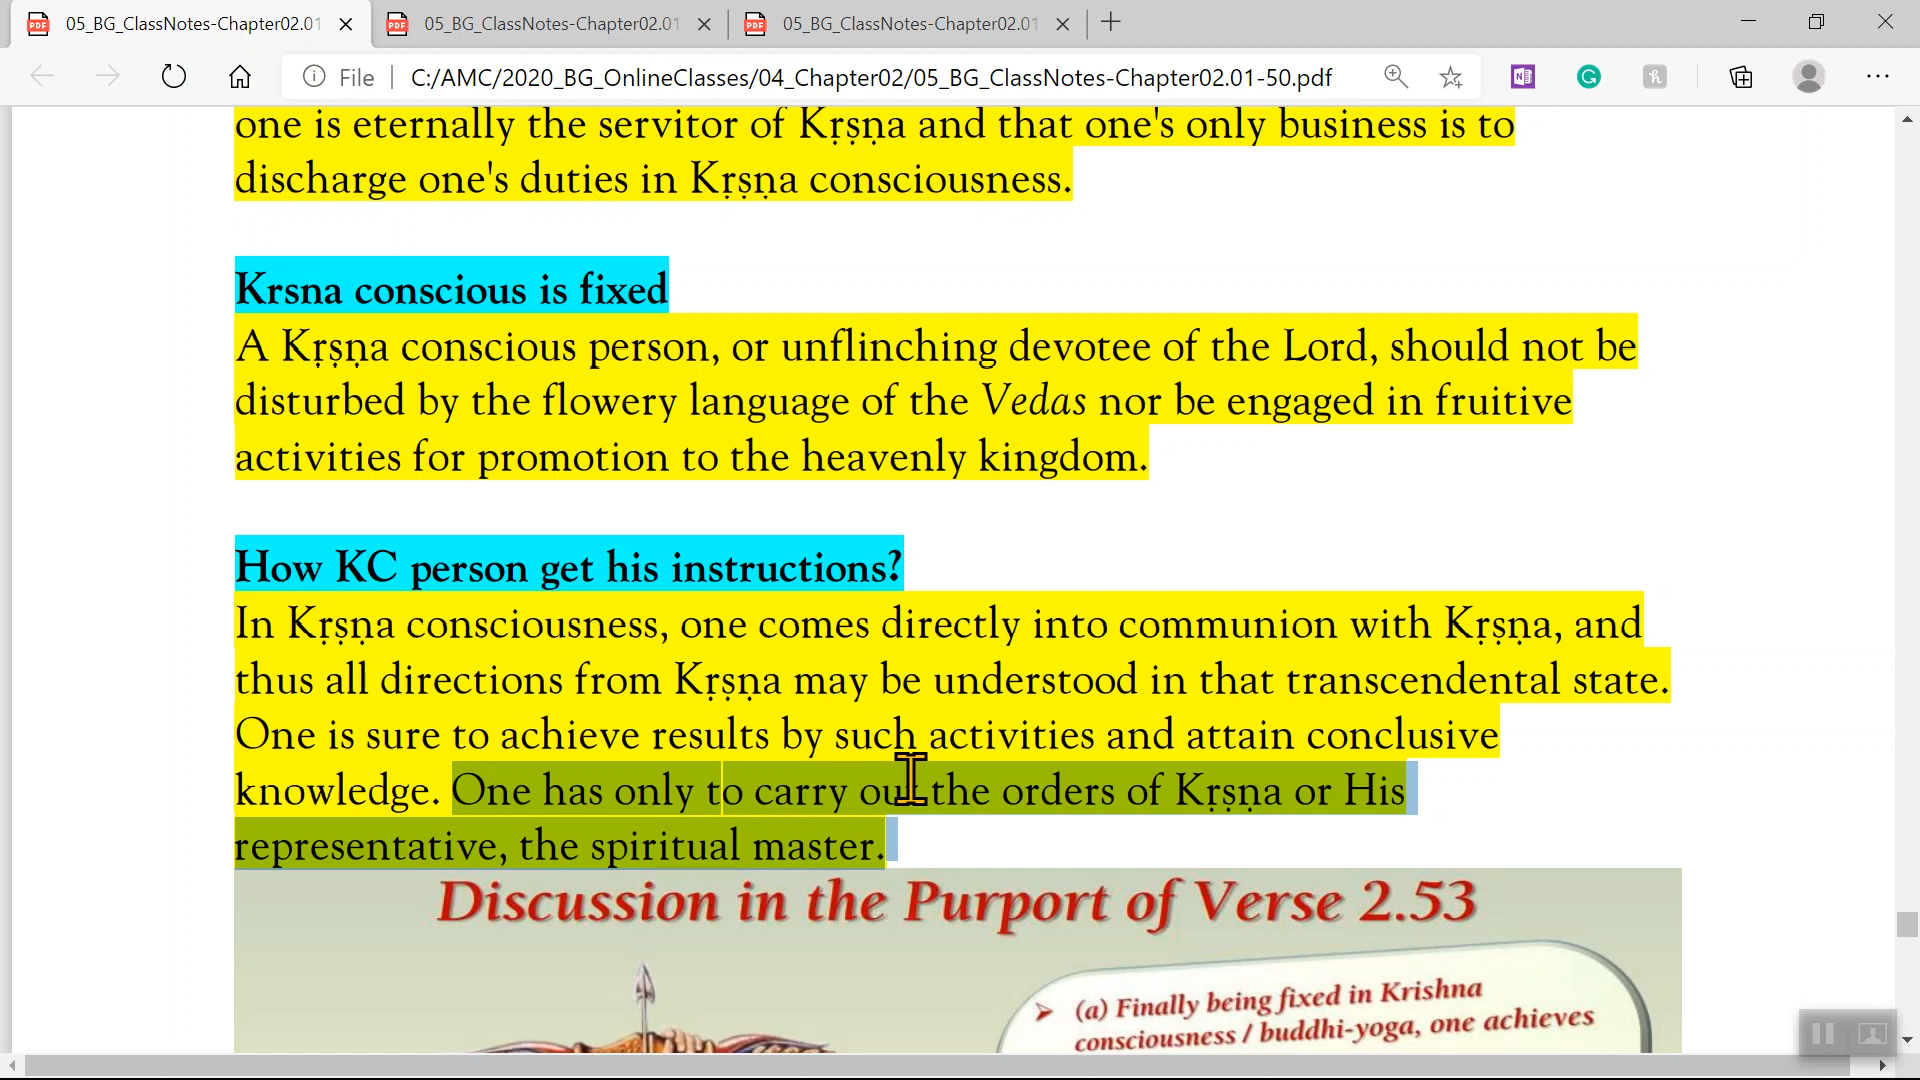 05_BG_ClassNotes-Chapter02.01
05_BG_ClassNotes-Chapter02.01
05_BG_ClassNotes-Chapter02.01
File
C:/AMC/2020_BG_OnlineClasses/04_Chapter02/05_BG_ClassNotes-Chapter02.01-50.pdf
one is eternally the servitor of Kṛṣṇa and that one's only business is to
discharge one's duties in Kṛṣṇa consciousness.
Krsna conscious is fixed
A Kṛṣṇa conscious person, or unflinching devotee of the Lord, should not be
disturbed by the flowery language of the Vedas nor be engaged in fruitive
activities for promotion to the heavenly kingdom.
How KC person get his instructions?
In Kṛṣṇa consciousness, one comes directly into communion with Kṛṣṇa, and
thus all directions from Kṛṣṇa may be understood in that transcendental state.
One is sure to achieve results by such activities and attain conclusive
knowledge. One has only to carry out the orders of Kṛṣṇa or His
representative, the spiritual master.
Discussion in the Purport of Verse 2.53
(a) Finally being fixed in Krishna
consciousness / buddhi-yoga, one achieves